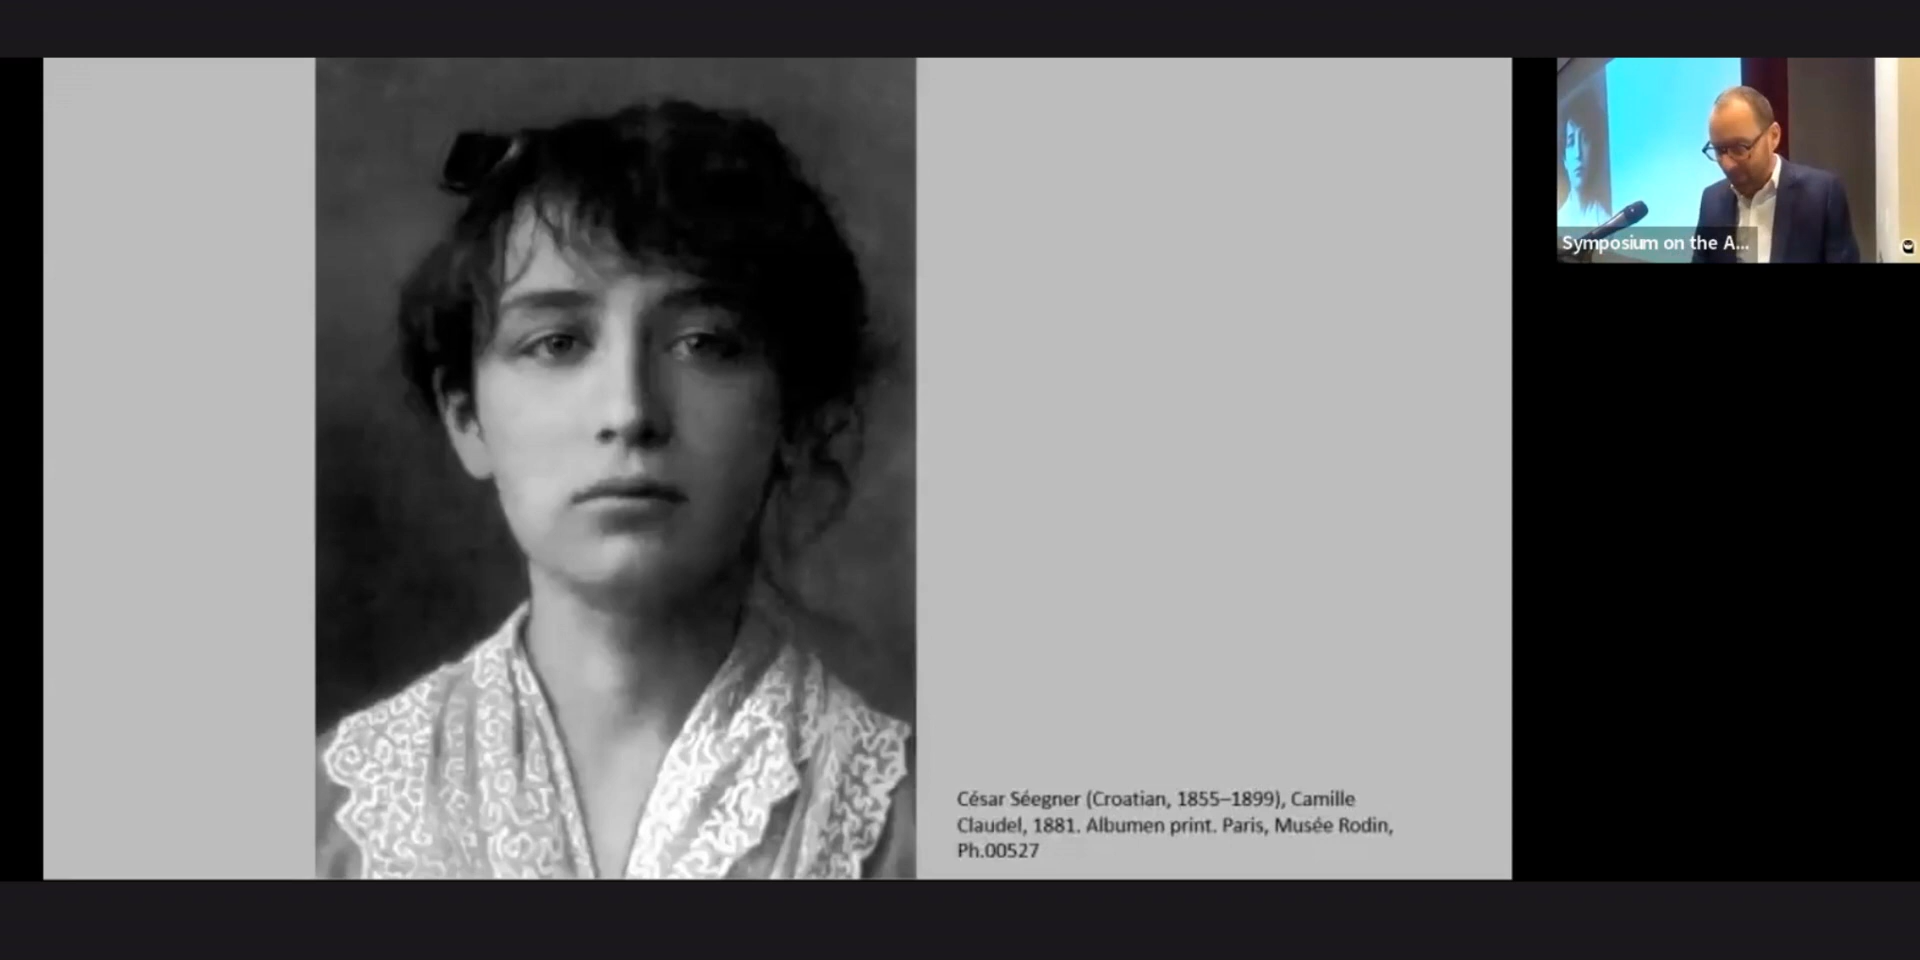 Symposium on the A...
César Séegner (Croatian, 1855–1899), Camille
Claudel, 1881. Albumen print. Paris, Musée Rodin,
Ph.00527